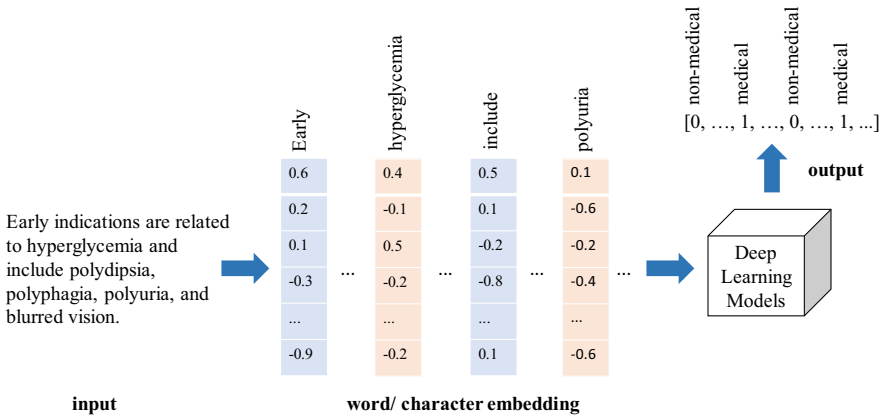 non-medical medical non-medical medical
[0, …, 1, …, 0, …, 1, ...]
output
Early hyperglycemia include polyuria
0.6 0.4 0.5 0.1
0.2 -0.1 0.1 -0.6
0.1 0.5 -0.2 -0.2
-0.3 ... -0.2 ... -0.8 ... -0.4 ...
... ... ... ...
-0.9 -0.2 0.1 -0.6
Early indications are related
to hyperglycemia and
include polydipsia,
polyphagia, polyuria, and
blurred vision.
Deep
Learning
Models
input
word/ character embedding